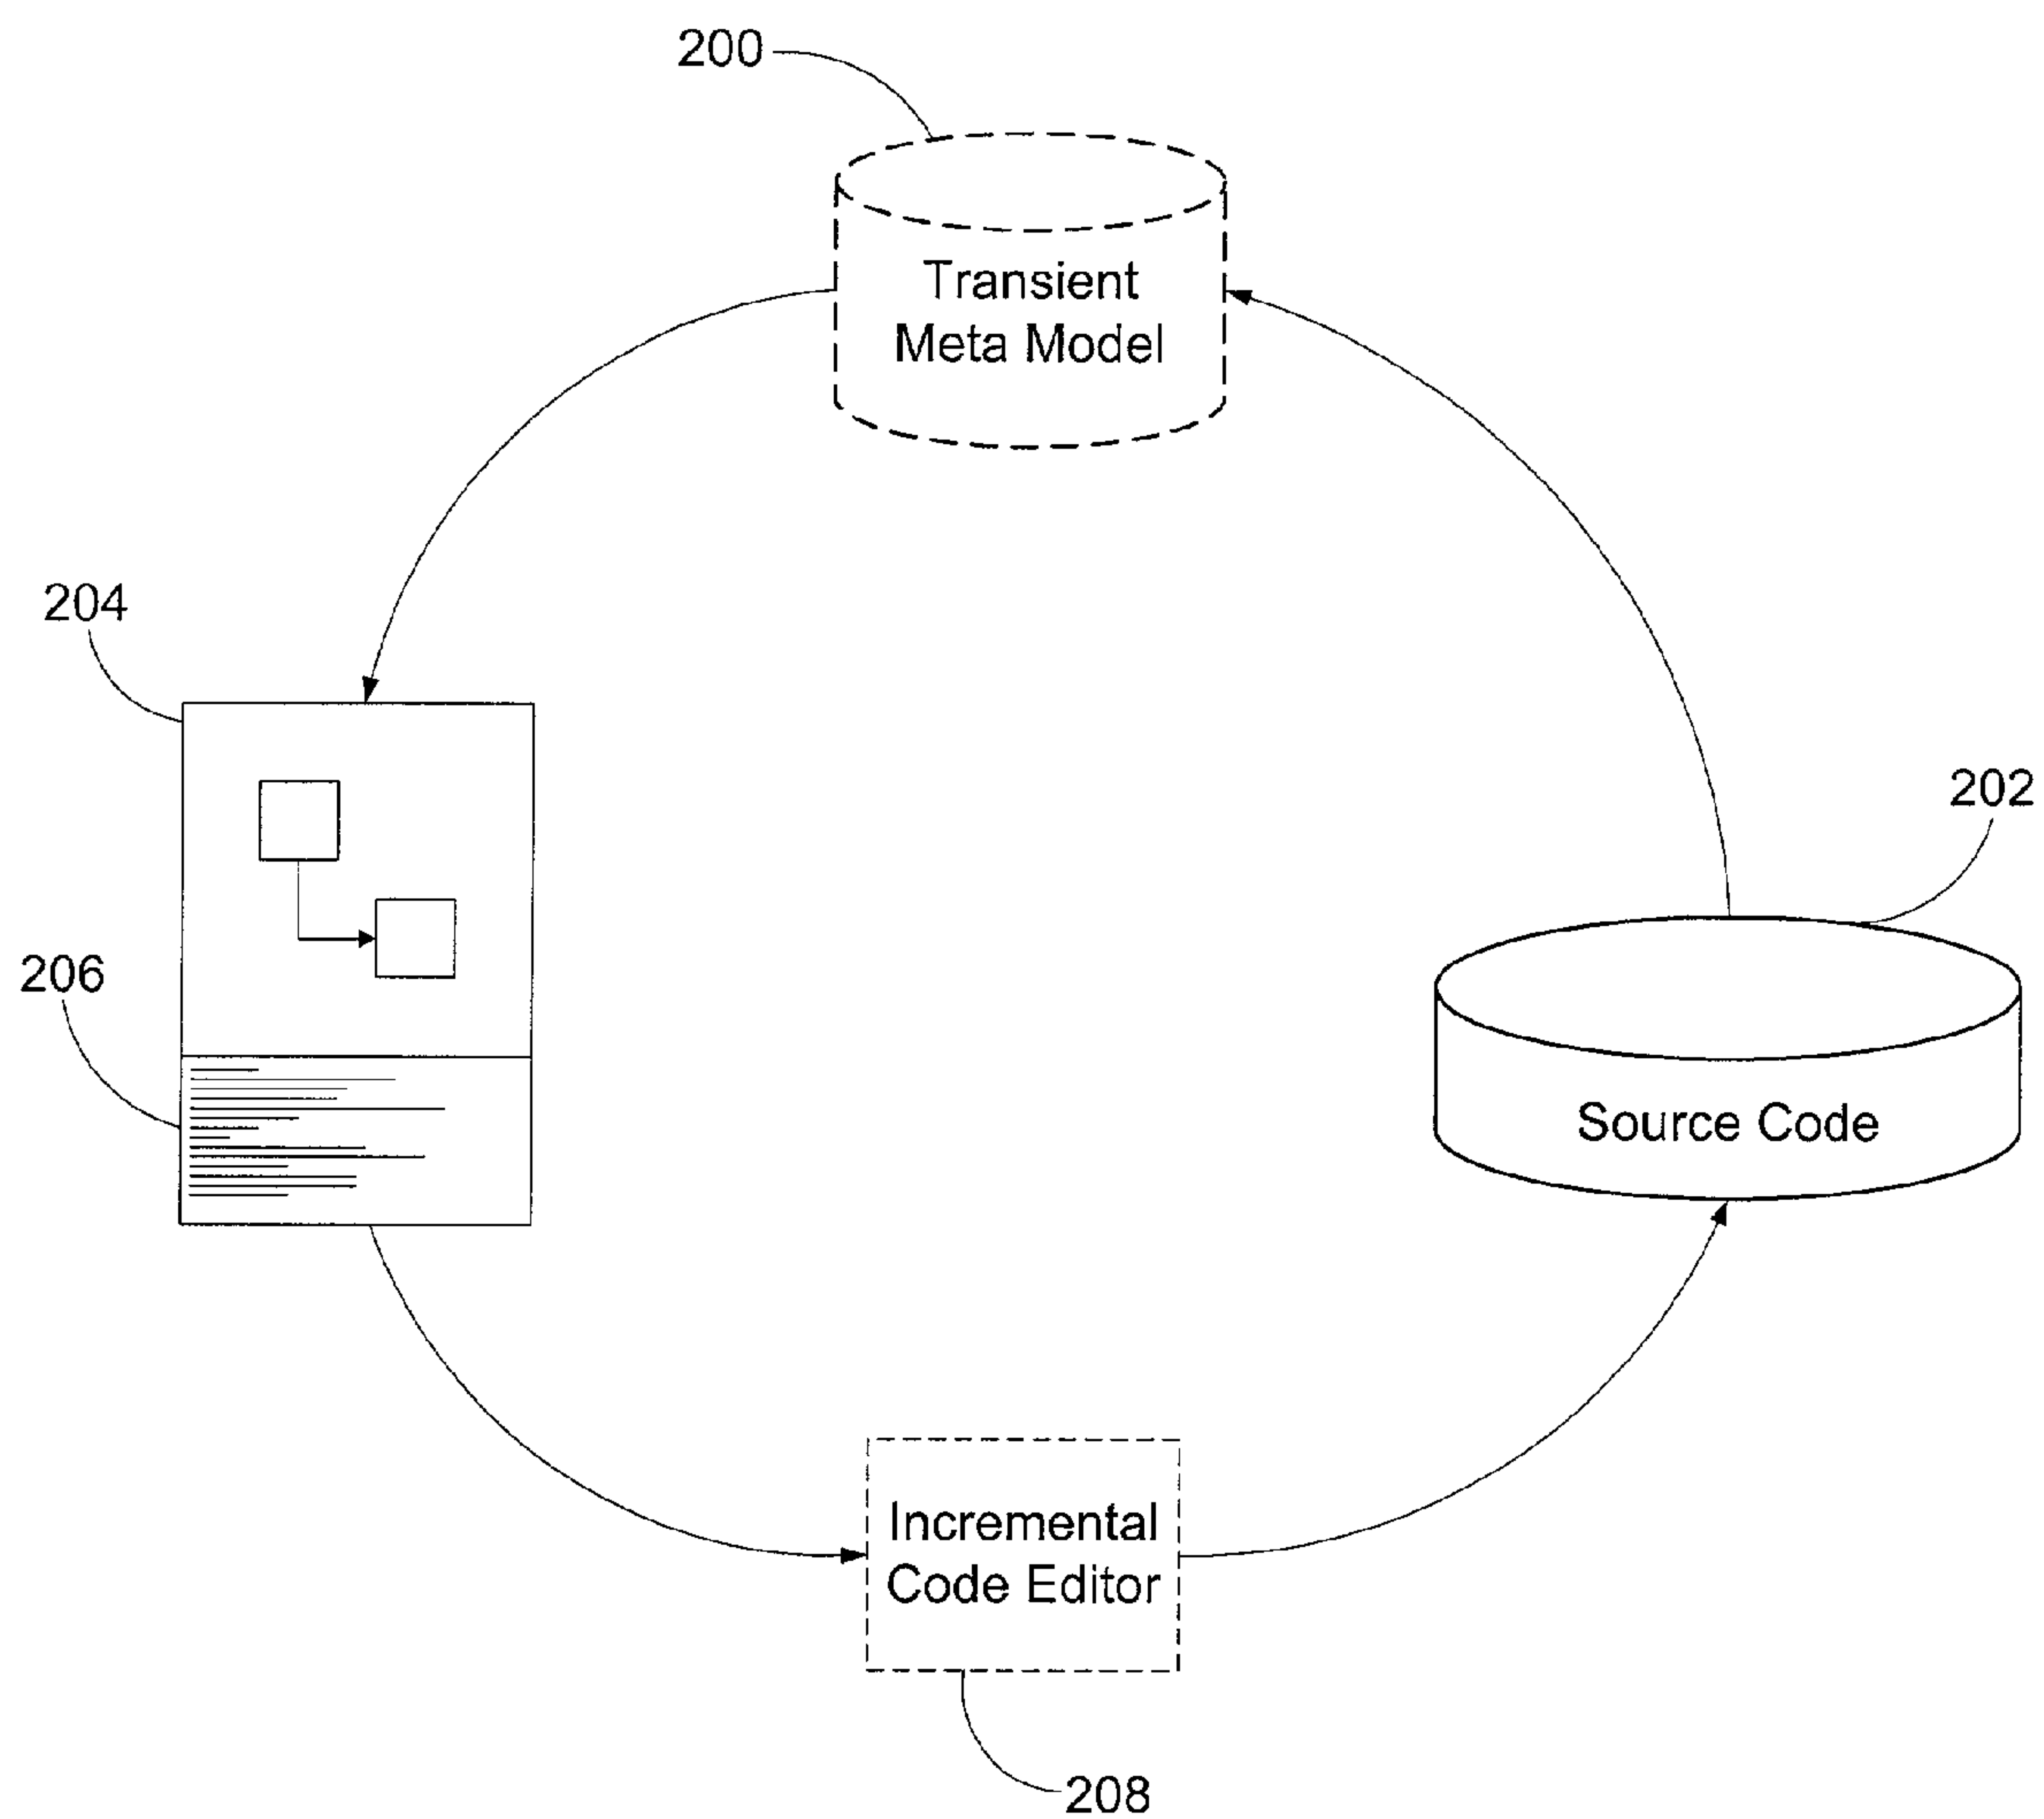 200
Transient
Meta Model
204
202
206
Source Code
Incremental
Code Editor
208